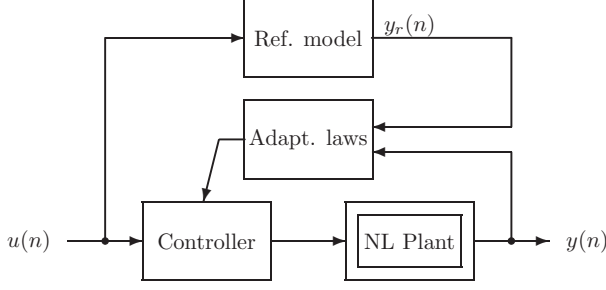 Ref. model
y_r(n)
Adapt. laws
u(n)
Controller
NL Plant
y(n)